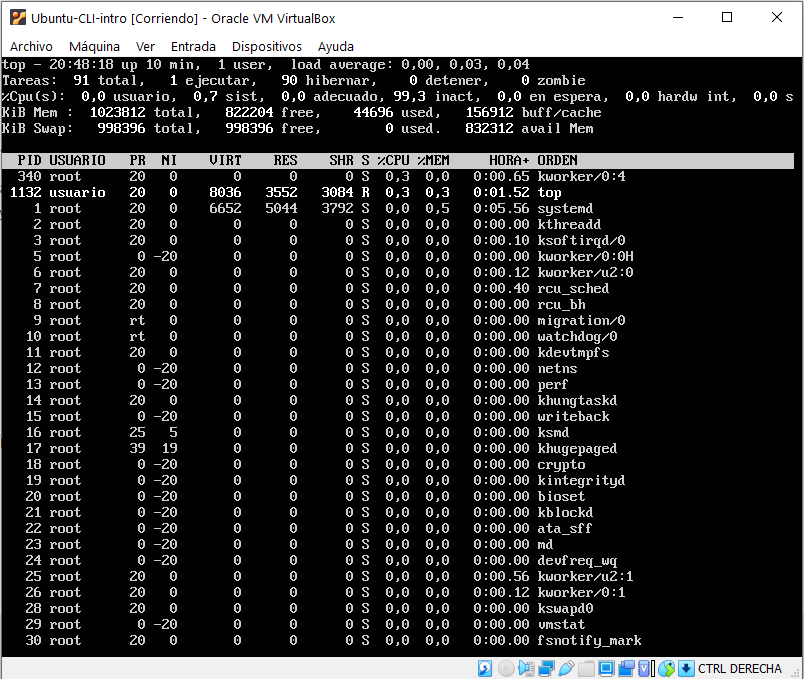 Ubuntu-CLI-intro [Corriendo] - Oracle VM VirtualBox
Archivo Máquina Ver Entrada Dispositivos Ayuda
top - 20:48:18 up 10 min, 1 user, load average: 0,00, 0,03, 0,04
Tareas: 91 total, 1 ejecutar, 90 hibernar, 0 detener, 0 zombie
%Cpu(s): 0,0 usuario, 0,7 sist, 0,0 adecuado, 99,3 inact, 0,0 en espera, 0,0 hardw int, 0,0 s
KiB Mem : 1023812 total, 822204 free, 44696 used, 156912 buff/cache
KiB Swap: 998396 total, 998396 free, 0 used. 832312 avail Mem
PID USUARIO PR NI VIRT RES SHR S %CPU %MEM HORA+ ORDEN
340 root 20 0 0 0 0 S 0,3 0,0 0:00.65 kworker/0:4
1132 usuario 20 0 8036 3552 3084 R 0,3 0,3 0:01.52 top
1 root 20 0 6652 5044 3792 S 0,0 0,5 0:05.56 systemd
2 root 20 0 0 0 0 S 0,0 0,0 0:00.00 kthreadd
3 root 20 0 0 0 0 S 0,0 0,0 0:00.10 ksoftirqd/0
5 root 0 -20 0 0 0 S 0,0 0,0 0:00.00 kworker/0:0H
6 root 20 0 0 0 0 S 0,0 0,0 0:00.12 kworker/u2:0
7 root 20 0 0 0 0 S 0,0 0,0 0:00.40 rcu_sched
8 root 20 0 0 0 0 S 0,0 0,0 0:00.00 rcu_bh
9 root rt 0 0 0 0 S 0,0 0,0 0:00.00 migration/0
10 root rt 0 0 0 0 S 0,0 0,0 0:00.00 watchdog/0
11 root 20 0 0 0 0 S 0,0 0,0 0:00.00 kdevtmpfs
12 root 0 -20 0 0 0 S 0,0 0,0 0:00.00 netns
13 root 0 -20 0 0 0 S 0,0 0,0 0:00.00 perf
14 root 20 0 0 0 0 S 0,0 0,0 0:00.00 khungtaskd
15 root 0 -20 0 0 0 S 0,0 0,0 0:00.00 writeback
16 root 25 5 0 0 0 S 0,0 0,0 0:00.00 ksmd
17 root 39 19 0 0 0 S 0,0 0,0 0:00.00 khugepaged
18 root 0 -20 0 0 0 S 0,0 0,0 0:00.00 crypto
19 root 0 -20 0 0 0 S 0,0 0,0 0:00.00 kintegrityd
20 root 0 -20 0 0 0 S 0,0 0,0 0:00.00 bioset
21 root 0 -20 0 0 0 S 0,0 0,0 0:00.00 kblockd
22 root 0 -20 0 0 0 S 0,0 0,0 0:00.00 ata_sff
23 root 0 -20 0 0 0 S 0,0 0,0 0:00.00 md
24 root 0 -20 0 0 0 S 0,0 0,0 0:00.00 devfreq_wq
25 root 20 0 0 0 0 S 0,0 0,0 0:00.56 kworker/u2:1
26 root 20 0 0 0 0 S 0,0 0,0 0:00.12 kworker/0:1
28 root 20 0 0 0 0 S 0,0 0,0 0:00.00 kswapd0
29 root 0 -20 0 0 0 S 0,0 0,0 0:00.00 vmstat
30 root 20 0 0 0 0 S 0,0 0,0 0:00.00 fsnotify_mark
CTRL DERECHA